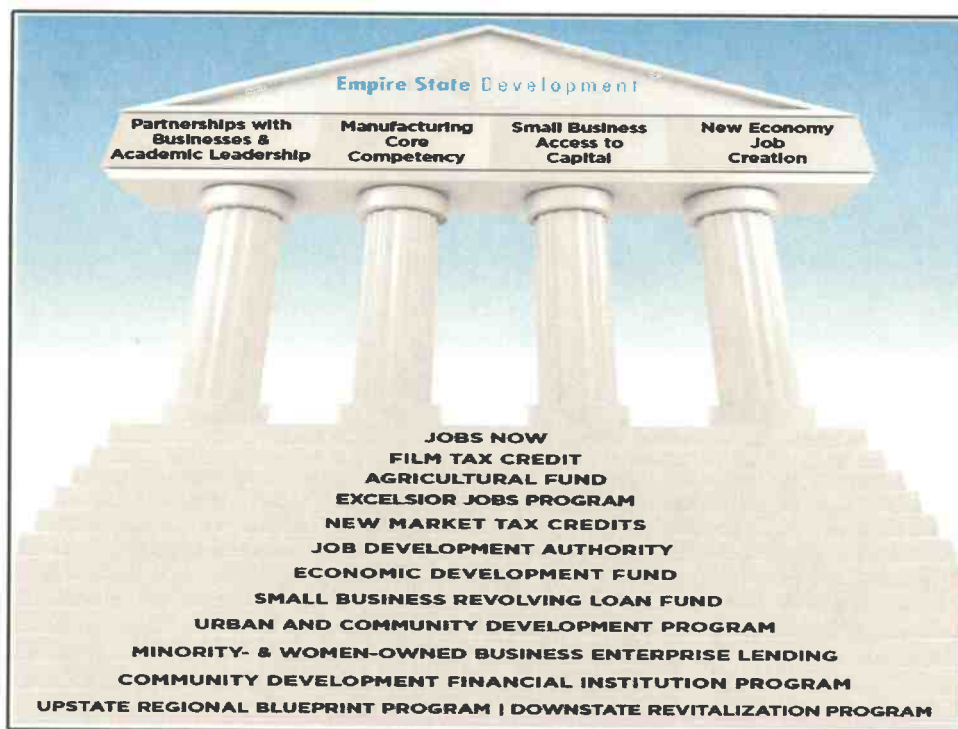 Empire State Development
Partnerships with
Businesses &
Academic Leadership
Manufacturing
Core
Competency
Small Business
Access to
Capital
New Economy
Job
Creation
JOBS NOW
FILM TAX CREDIT
AGRICULTURAL FUND
EXCELSIOR JOBS PROGRAM
NEW MARKET TAX CREDITS
JOB DEVELOPMENT AUTHORITY
ECONOMIC DEVELOPMENT FUND
SMALL BUSINESS REVOLVING LOAN FUND
URBAN AND COMMUNITY DEVELOPMENT PROGRAM
MINORITY- & WOMEN-OWNED BUSINESS ENTERPRISE LENDING
COMMUNITY DEVELOPMENT FINANCIAL INSTITUTION PROGRAM
UPSTATE REGIONAL BLUEPRINT PROGRAM | DOWNSTATE REVITALIZATION PROGRAM